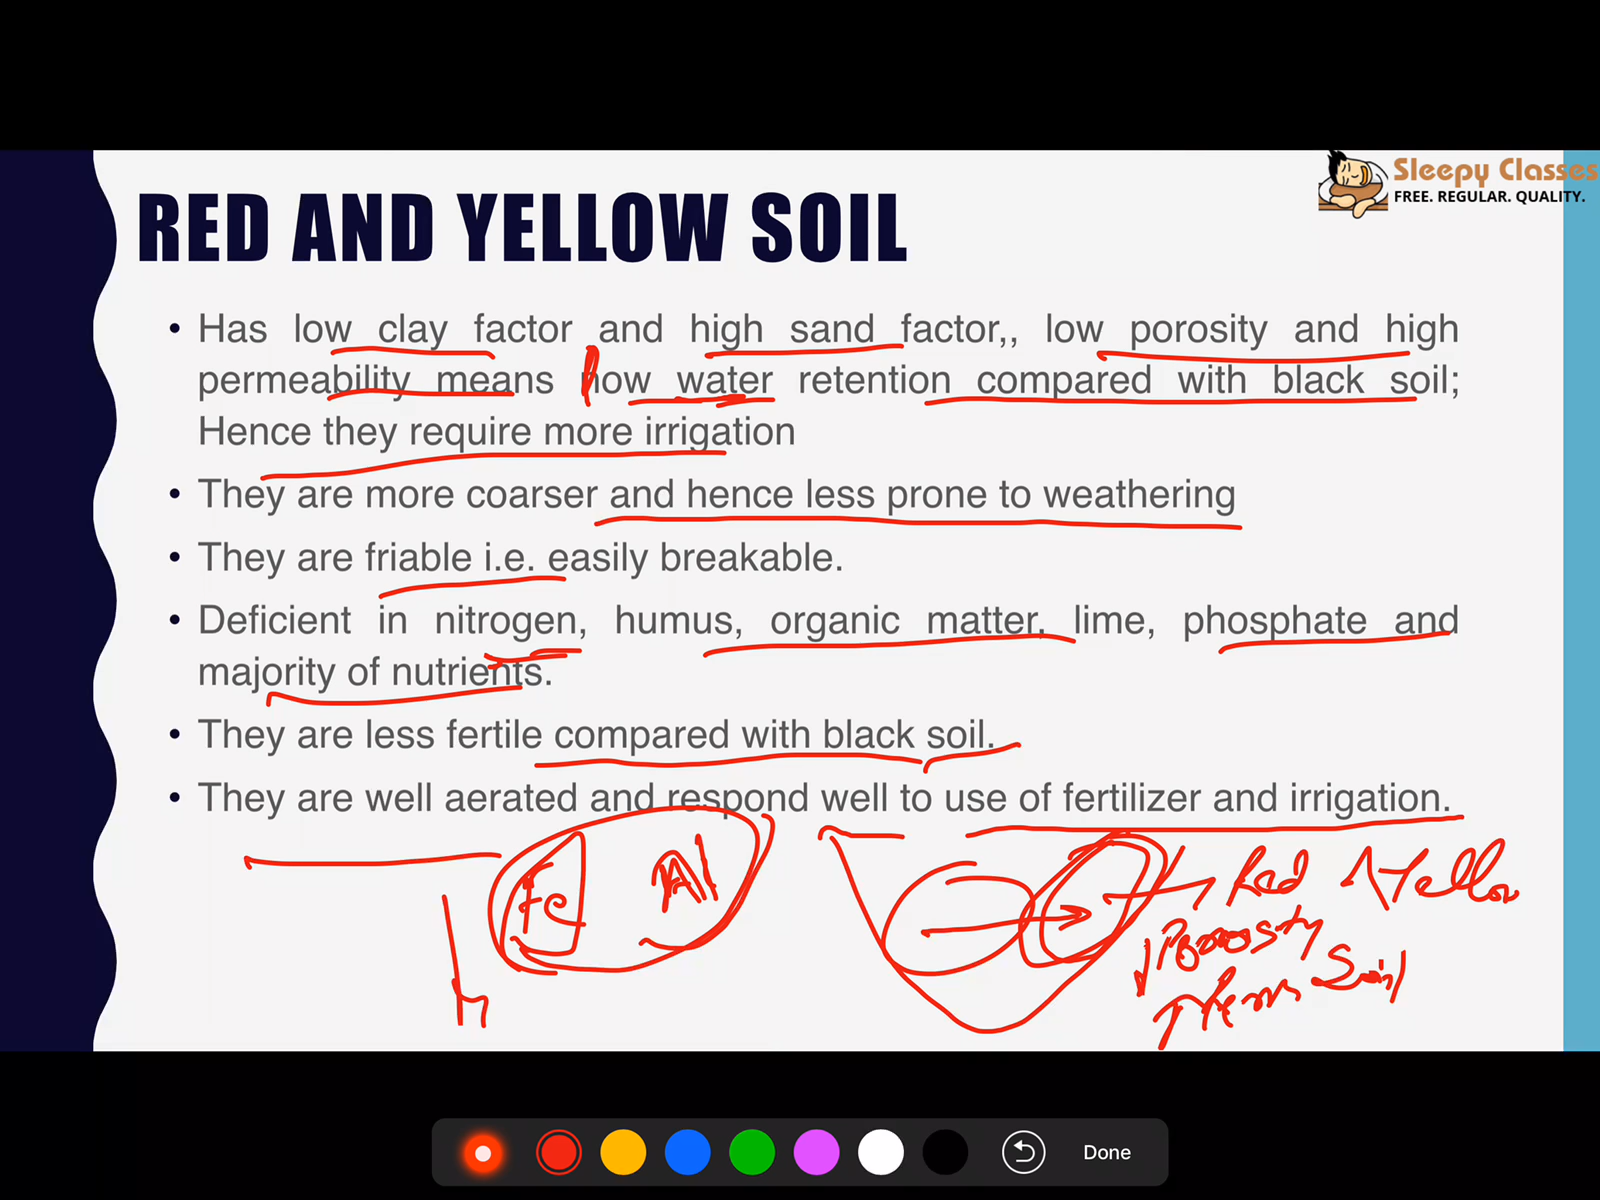 Sleepy Classes
FREE. REGULAR. QUALITY.
RED AND YELLOW SOIL
• Has low clay factor and high sand factor,, low porosity and high
permeability means how water retention compared with black soil;
Hence they require more irrigation
• They are more coarser and hence less prone to weathering
• They are friable i.e. easily breakable.
• Deficient in nitrogen, humus, organic matter, lime, phosphate and
majority of nutrients.
• They are less fertile compared with black soil.
• They are well aerated and respond well to use of fertilizer and irrigation.
Fe Al
Red Yellow
↓ Porosity
Soil
↑ Perm
Done